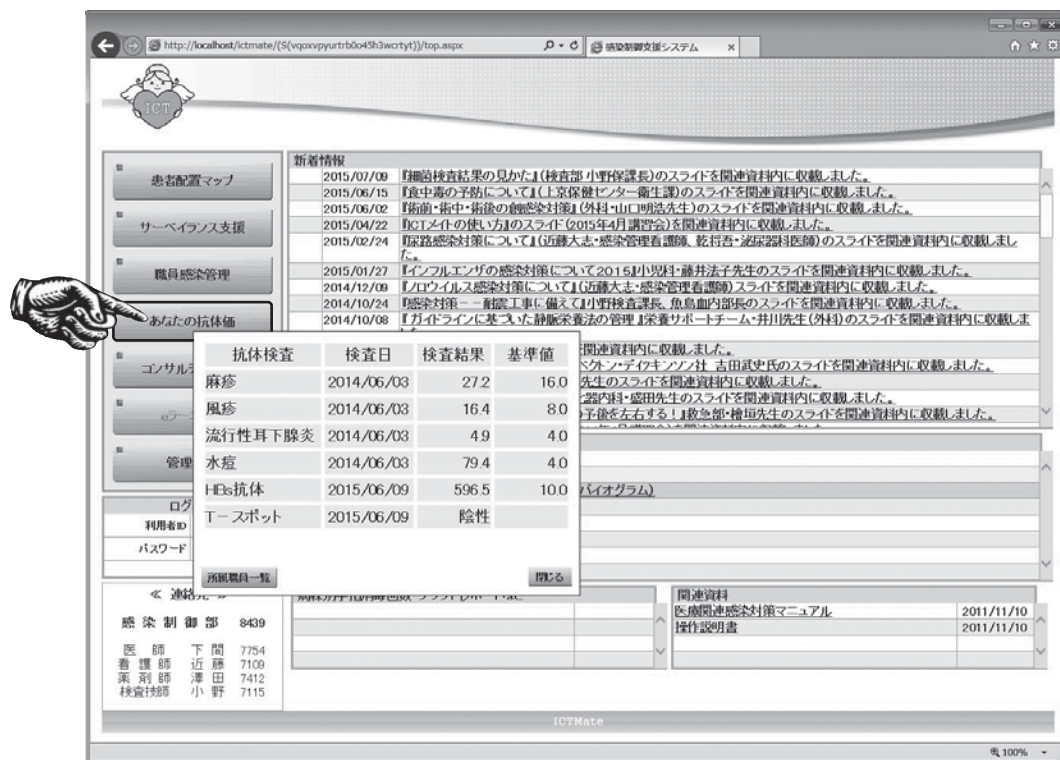 http://localhost/ictmate/(S(vqoxvpyurtrb0o45h3wcrtyt))/top.aspx
感染制御支援システム
ICT
患者配置マップ
サーベイランス支援
職員感染管理
あなたの抗体価
コンサル
管理
新着情報
2015/07/09 『細菌検査結果の見かた』(検査部 小野保課長)のスライドを関連資料内に収載しました。
2015/06/15 『食中毒の予防について』(上京保健センター衛生課)のスライドを関連資料内に収載しました。
2015/06/02 『術前・術中・術後の創感染対策』(外科・山口明浩先生)のスライドを関連資料内に収載しました。
2015/04/22 『ICTメイトの使い方』のスライド(2015年4月講習会)を関連資料内に収載しました。
2015/02/24 『尿路感染対策について』(近藤大志・感染管理看護師、乾将吾・泌尿器科医師)のスライドを関連資料内に収載しまし
た。
2015/01/27 『インフルエンザの感染対策について2015』小児科・藤井法子先生のスライドを関連資料内に収載しました。
2014/12/09 『ノロウイルス感染対策について』(近藤大志・感染管理看護師)スライドを関連資料内に収載しました。
2014/10/24 『感染対策－－耐震工事に備えて』小野検査課長、魚島血内部長のスライドを関連資料内に収載しました。
2014/10/08 『ガイドラインに基づいた静脈栄養法の管理』栄養サポートチーム・井川先生(外科)のスライドを関連資料内に収載しま
関連資料内に収載しました。
ベクトン・ディッキンソン社 吉田武史氏のスライドを関連資料内に収載しました。
先生のスライドを関連資料内に収載しました。
器内科・盛田先生のスライドを関連資料内に収載しました。
予後を左右する!』救急部・檜垣先生のスライドを関連資料内に収載しました。
バイオグラム)
抗体検査 検査日 検査結果 基準値
麻疹 2014/06/03 27.2 16.0
風疹 2014/06/03 16.4 8.0
流行性耳下腺炎 2014/06/03 4.9 4.0
水痘 2014/06/03 79.4 4.0
HBs抗体 2015/06/09 596.5 10.0
T－スポット 2015/06/09 陰性
所属職員一覧 閉じる
ログ
利用者ID
パスワード
≪ 連絡先 ≫
感染制御部 8439
医師 下間 7754
看護師 近藤 7109
薬剤師 澤田 7412
検査技師 小野 7115
関連資料
医療関連感染対策マニュアル 2011/11/10
操作説明書 2011/11/10
ICTMate
100%